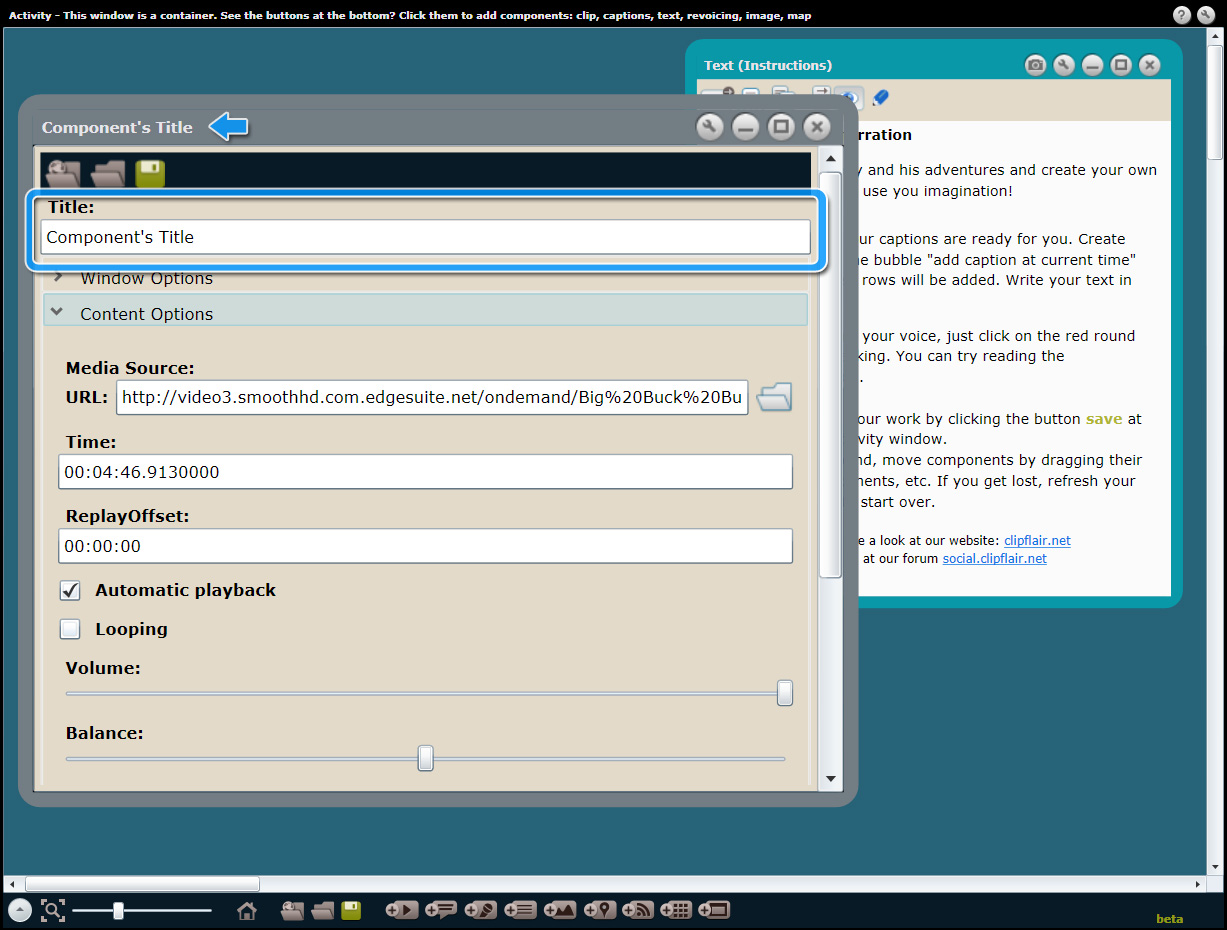 Activity - This window is a container. See the buttons at the bottom? Click them to add components: clip, captions, text, revoicing, image, map
?
Text (Instructions)
Component's Title
Title:
Component's Title
Window Options
Content Options
Media Source:
URL: http://video3.smoothhd.com.edgesuite.net/ondemand/Big%20Buck%20Bu
Time:
00:04:46.9130000
ReplayOffset:
00:00:00
Automatic playback
Looping
Volume:
Balance:
rration
y and his adventures and create your own
use you imagination!
ur captions are ready for you. Create
e bubble "add caption at current time"
rows will be added. Write your text in
your voice, just click on the red round
king. You can try reading the
.
our work by clicking the button save at
vity window.
nd, move components by dragging their
nents, etc. If you get lost, refresh your
start over.
e a look at our website: clipflair.net
at our forum social.clipflair.net
beta